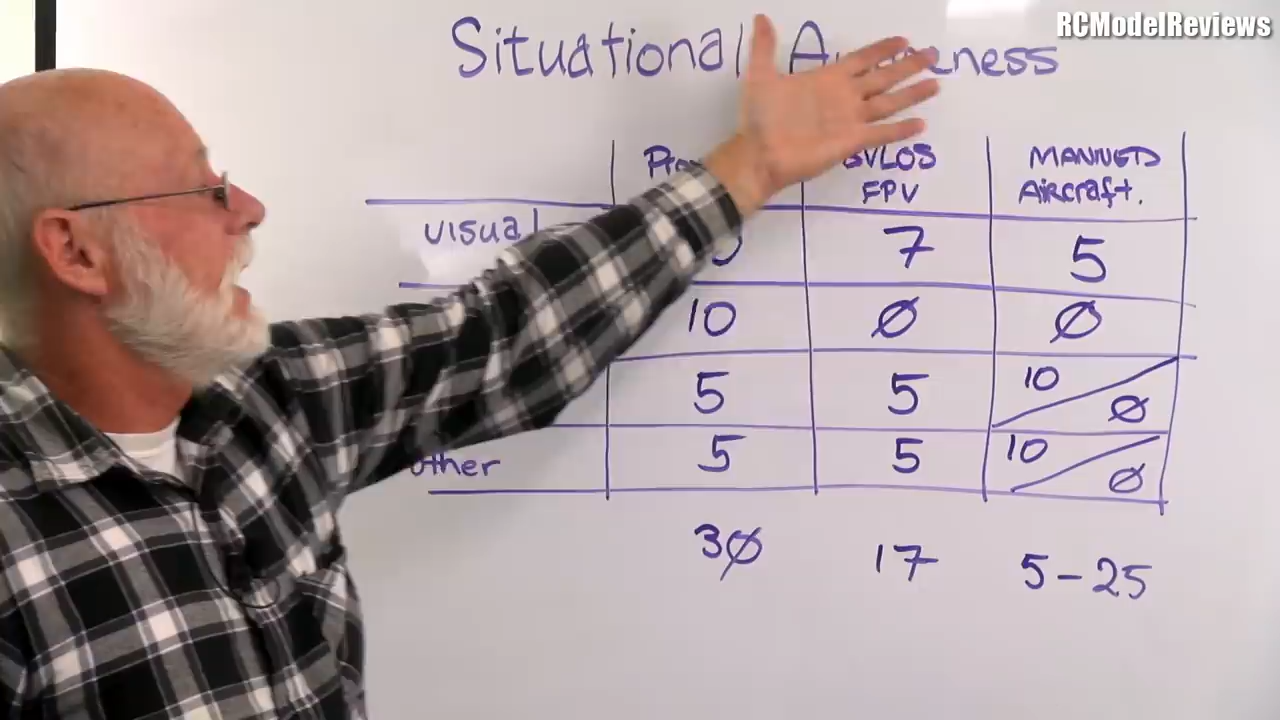 RCModelReviews
Situational
BVLOS MANNED
FPV Aircraft.
visual 7 5
10 Ø Ø
5 5 10 Ø
other 5 5 10 Ø
3Ø 17 5-25